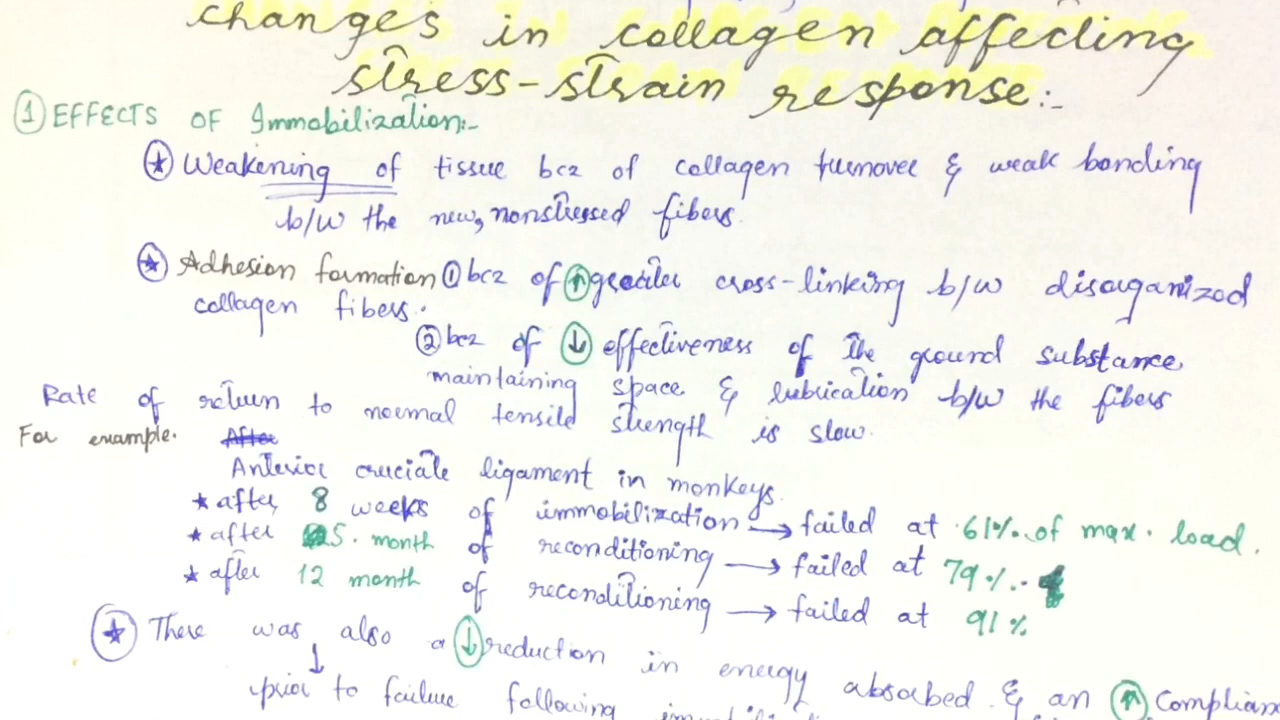 changes in collagen affecting
stress-strain response:-
① EFFECTS OF Immobilization:-
★ Weakening of tissue bcz of collagen turnover & weak bonding
b/w the new, nonstressed fibers.
★ Adhesion formation ① bcz of ↑ greater cross-linking b/w disorganized
collagen fibers.
② bcz of ↓ effectiveness of the ground substance
maintaining space & lubrication b/w the fibers
Rate of return to normal tensile strength is slow.
For example. After
Anterior cruciate ligament in monkeys.
★ after 8 weeks of immobilization → failed at 61% of max. load.
★ after 5. month of reconditioning → failed at 79%.
★ after 12 month of reconditioning → failed at 91%
★ There was also a ↓ reduction in energy absorbed & an ↑ Complian
↓ prior to failure following